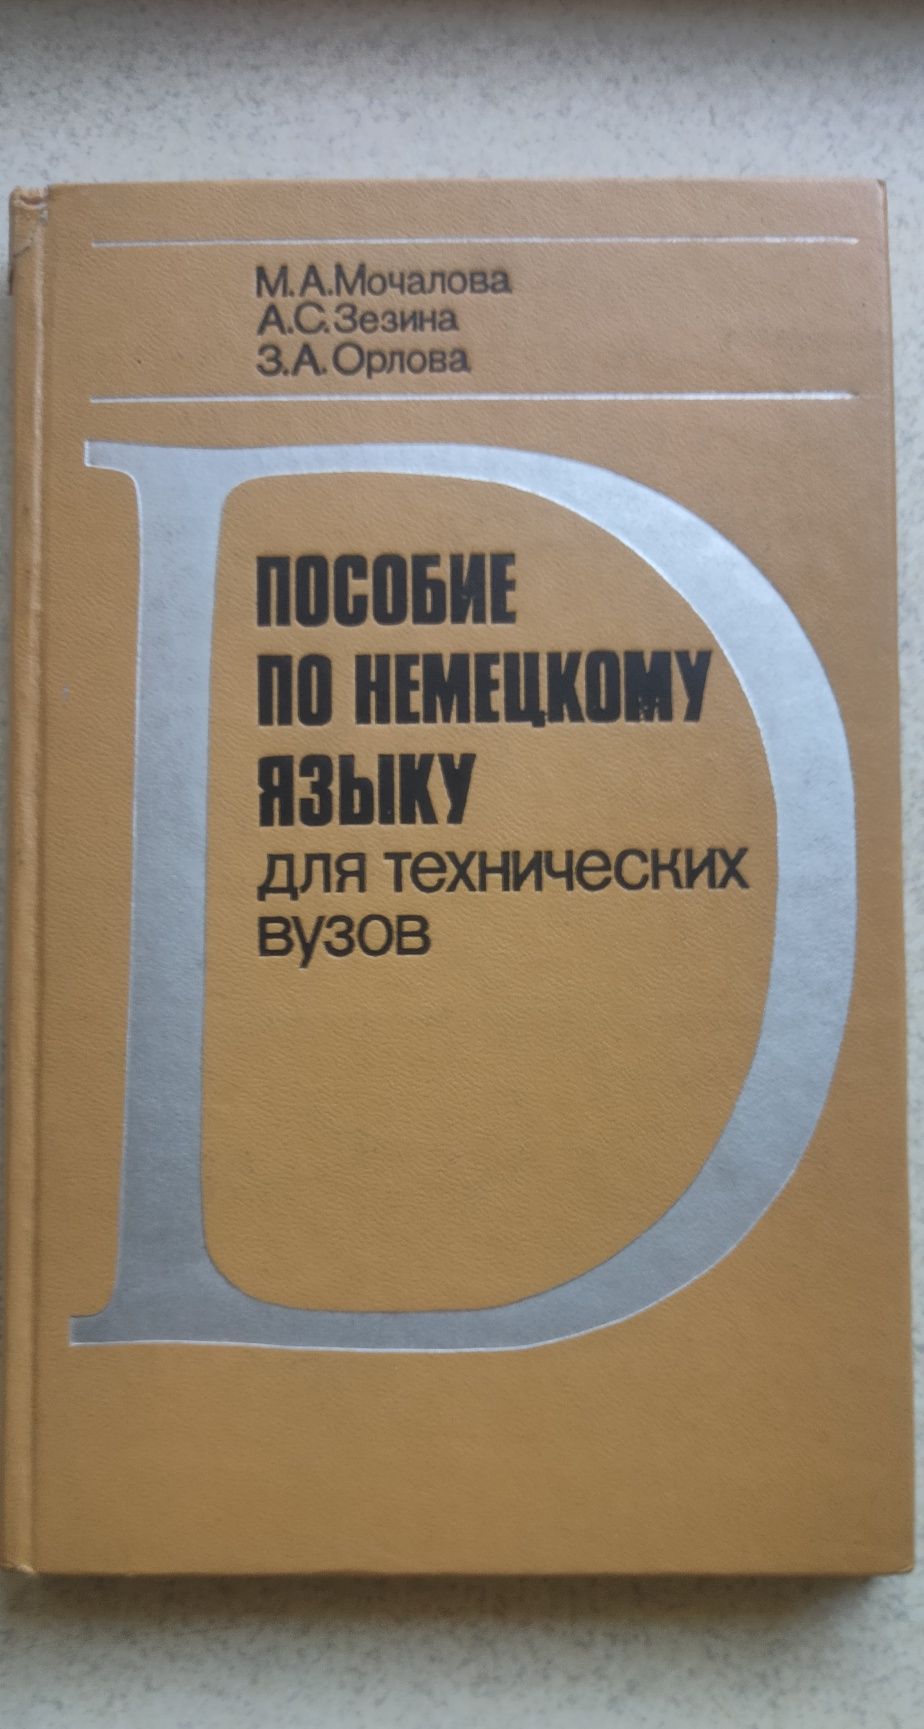 М.А.Мочалова
А.С.Зезина
З.А.Орлова
D
ПОСОБИЕ
ПО НЕМЕЦКОМУ
ЯЗЫКУ
для технических
вузов